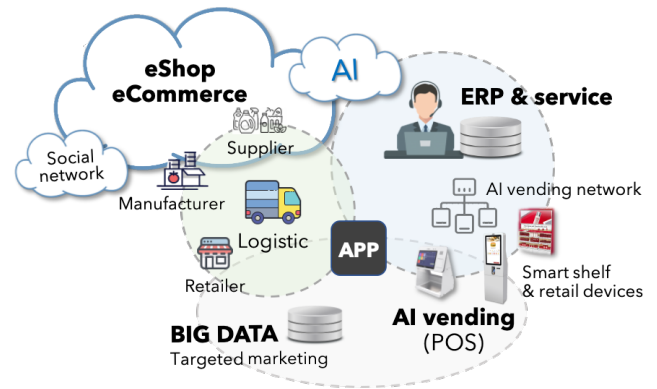 eShop
eCommerce
AI
ERP & service
Social
network
Supplier
Manufacturer
AI vending network
Logistic
APP
Retailer
Smart shelf
& retail devices
BIG DATA
Targeted marketing
AI vending
(POS)